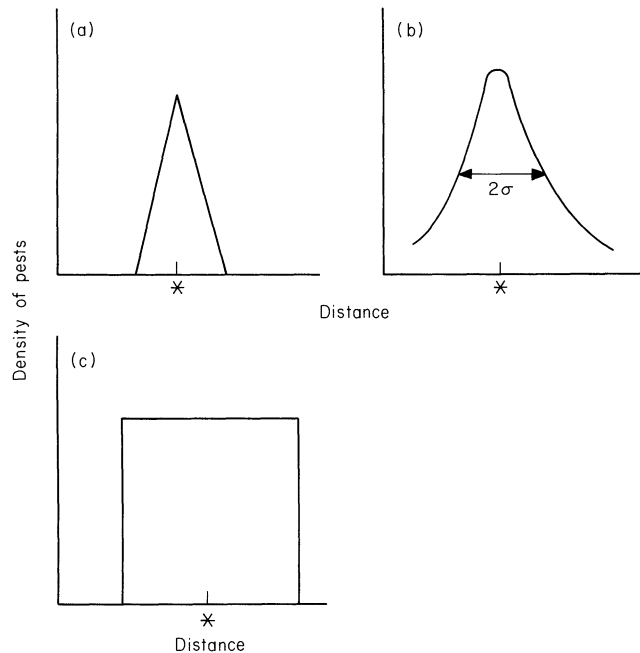 (a)
(b)
2σ
*
*
Distance
Density of pests
(c)
*
Distance